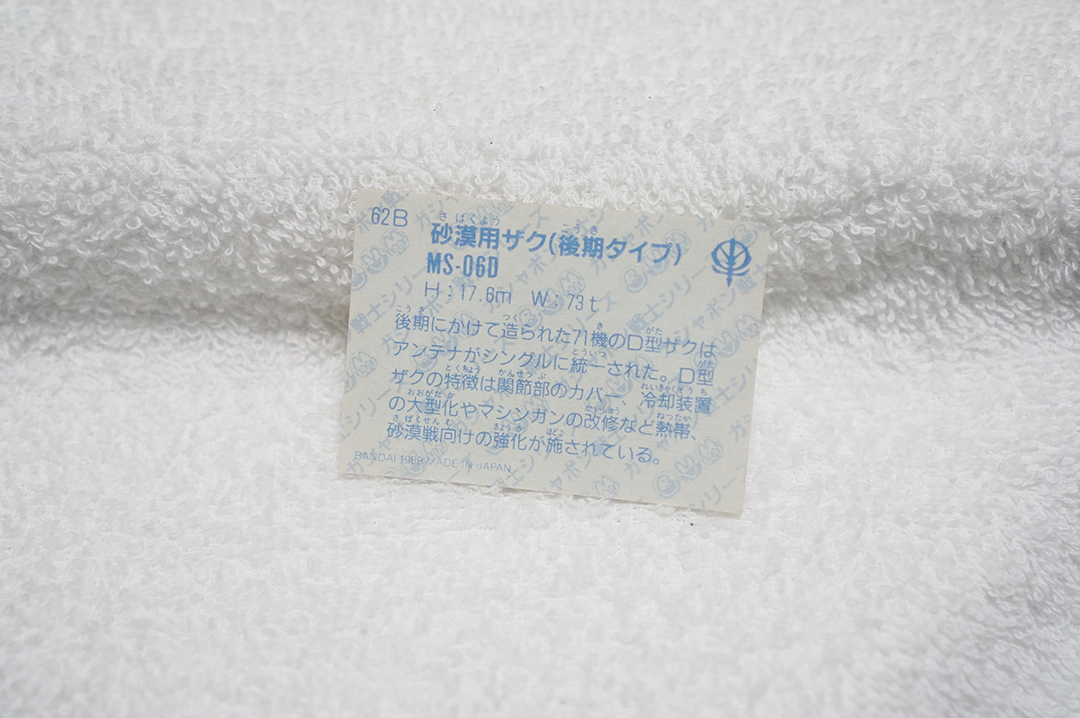 62B
砂漠用ザク(後期タイプ)
MS-06D
H:17.6m W:73t
後期にかけて造られた71機のD型ザクは
アンテナがシングルに統一された。D型
ザクの特徴は関節部のカバー、冷却装置
の大型化やマシンガンの改修など熱帯、
砂漠戦向けの強化が施されている。
BANDAI 1988 MADE IN JAPAN